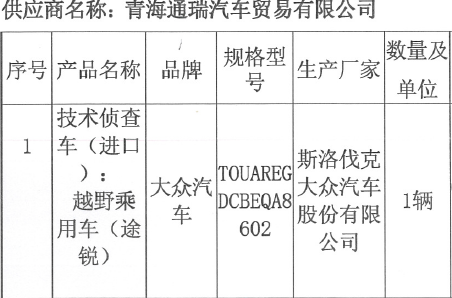 供应商名称：青海通瑞汽车贸易有限公司
序号 产品名称 品牌 规格型号 生产厂家 数量及单位
1
技术侦查
车（进口
）：
越野乘
用车（途
锐）
大众汽
车
TOUAREG
DCBEQA8
602
斯洛伐克
大众汽车
股份有限
公司
1辆